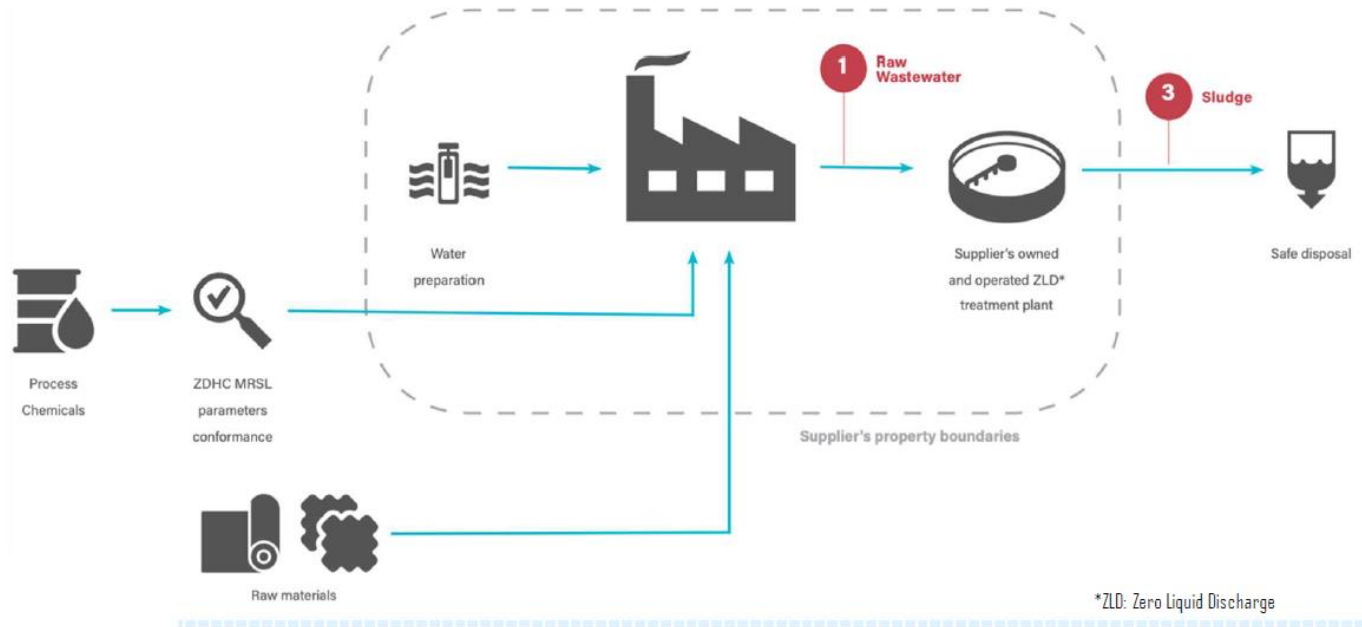 1
Raw
Wastewater
3
Sludge
Water
preparation
Supplier's owned
and operated ZLD*
treatment plant
Safe disposal
Process
Chemicals
ZDHC MRSL
parameters
conformance
Supplier's property boundaries
Raw materials
*ZLD: Zero Liquid Discharge